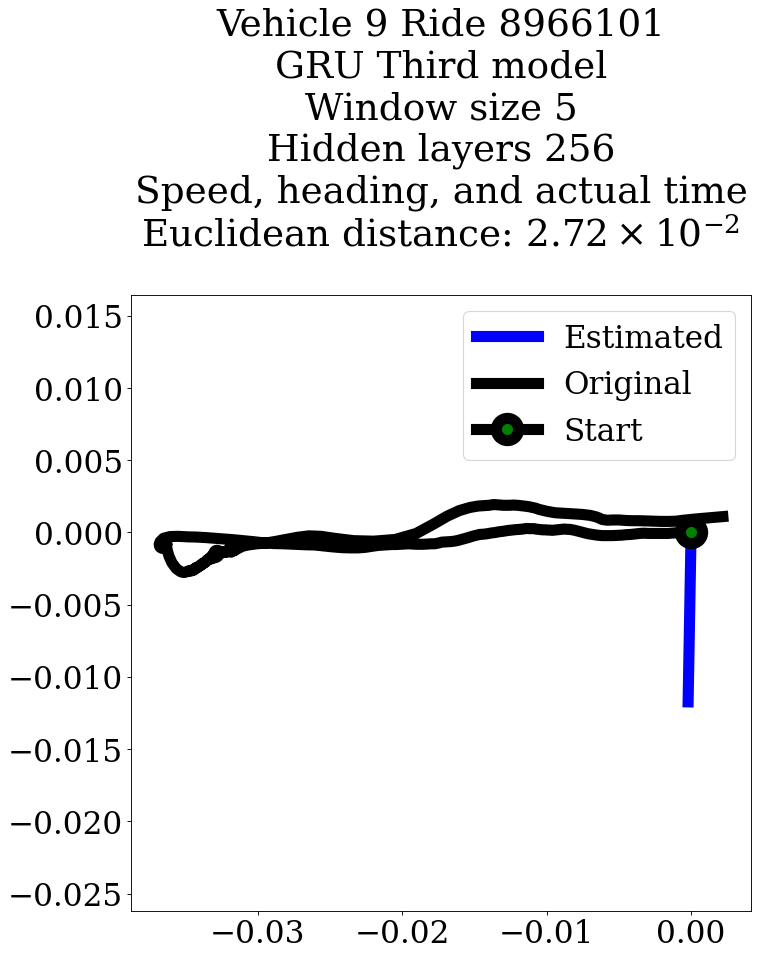 Vehicle 9 Ride 8966101
GRU Third model
Window size 5
Hidden layers 256
Speed, heading, and actual time
Euclidean distance: 2.72 × 10⁻²
Estimated
Original
Start
0.015
0.010
0.005
0.000
−0.005
−0.010
−0.015
−0.020
−0.025
−0.03 −0.02 −0.01 0.00